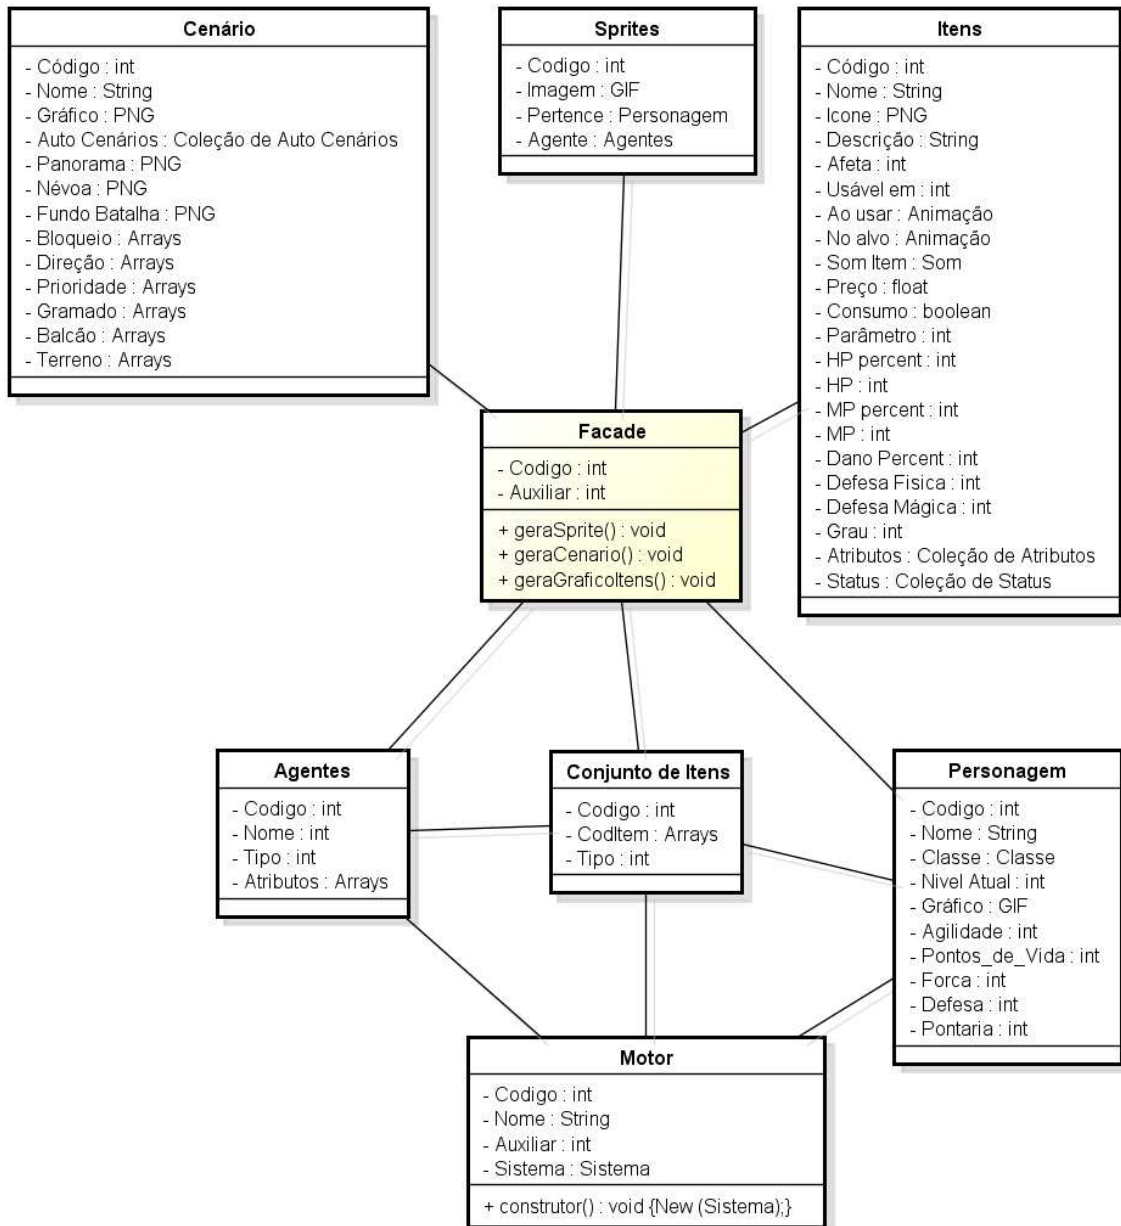 Cenário
- Código : int
- Nome : String
- Gráfico : PNG
- Auto Cenários : Coleção de Auto Cenários
- Panorama : PNG
- Névoa : PNG
- Fundo Batalha : PNG
- Bloqueio : Arrays
- Direção : Arrays
- Prioridade : Arrays
- Gramado : Arrays
- Balcão : Arrays
- Terreno : Arrays
Sprites
- Codigo : int
- Imagem : GIF
- Pertence : Personagem
- Agente : Agentes
Itens
- Código : int
- Nome : String
- Icone : PNG
- Descrição : String
- Afeta : int
- Usável em : int
- Ao usar : Animação
- No alvo : Animação
- Som Item : Som
- Preço : float
- Consumo : boolean
- Parâmetro : int
- HP percent : int
- HP : int
- MP percent : int
- MP : int
- Dano Percent : int
- Defesa Fisica : int
- Defesa Mágica : int
- Grau : int
- Atributos : Coleção de Atributos
- Status : Coleção de Status
Facade
- Codigo : int
- Auxiliar : int
+ geraSprite() : void
+ geraCenario() : void
+ geraGraficoItens() : void
Agentes
- Codigo : int
- Nome : int
- Tipo : int
- Atributos : Arrays
Conjunto de Itens
- Codigo : int
- CodItem : Arrays
- Tipo : int
Personagem
- Codigo : int
- Nome : String
- Classe : Classe
- Nivel Atual : int
- Gráfico : GIF
- Agilidade : int
- Pontos_de_Vida : int
- Forca : int
- Defesa : int
- Pontaria : int
Motor
- Codigo : int
- Nome : String
- Auxiliar : int
- Sistema : Sistema
+ construtor() : void {New (Sistema);}